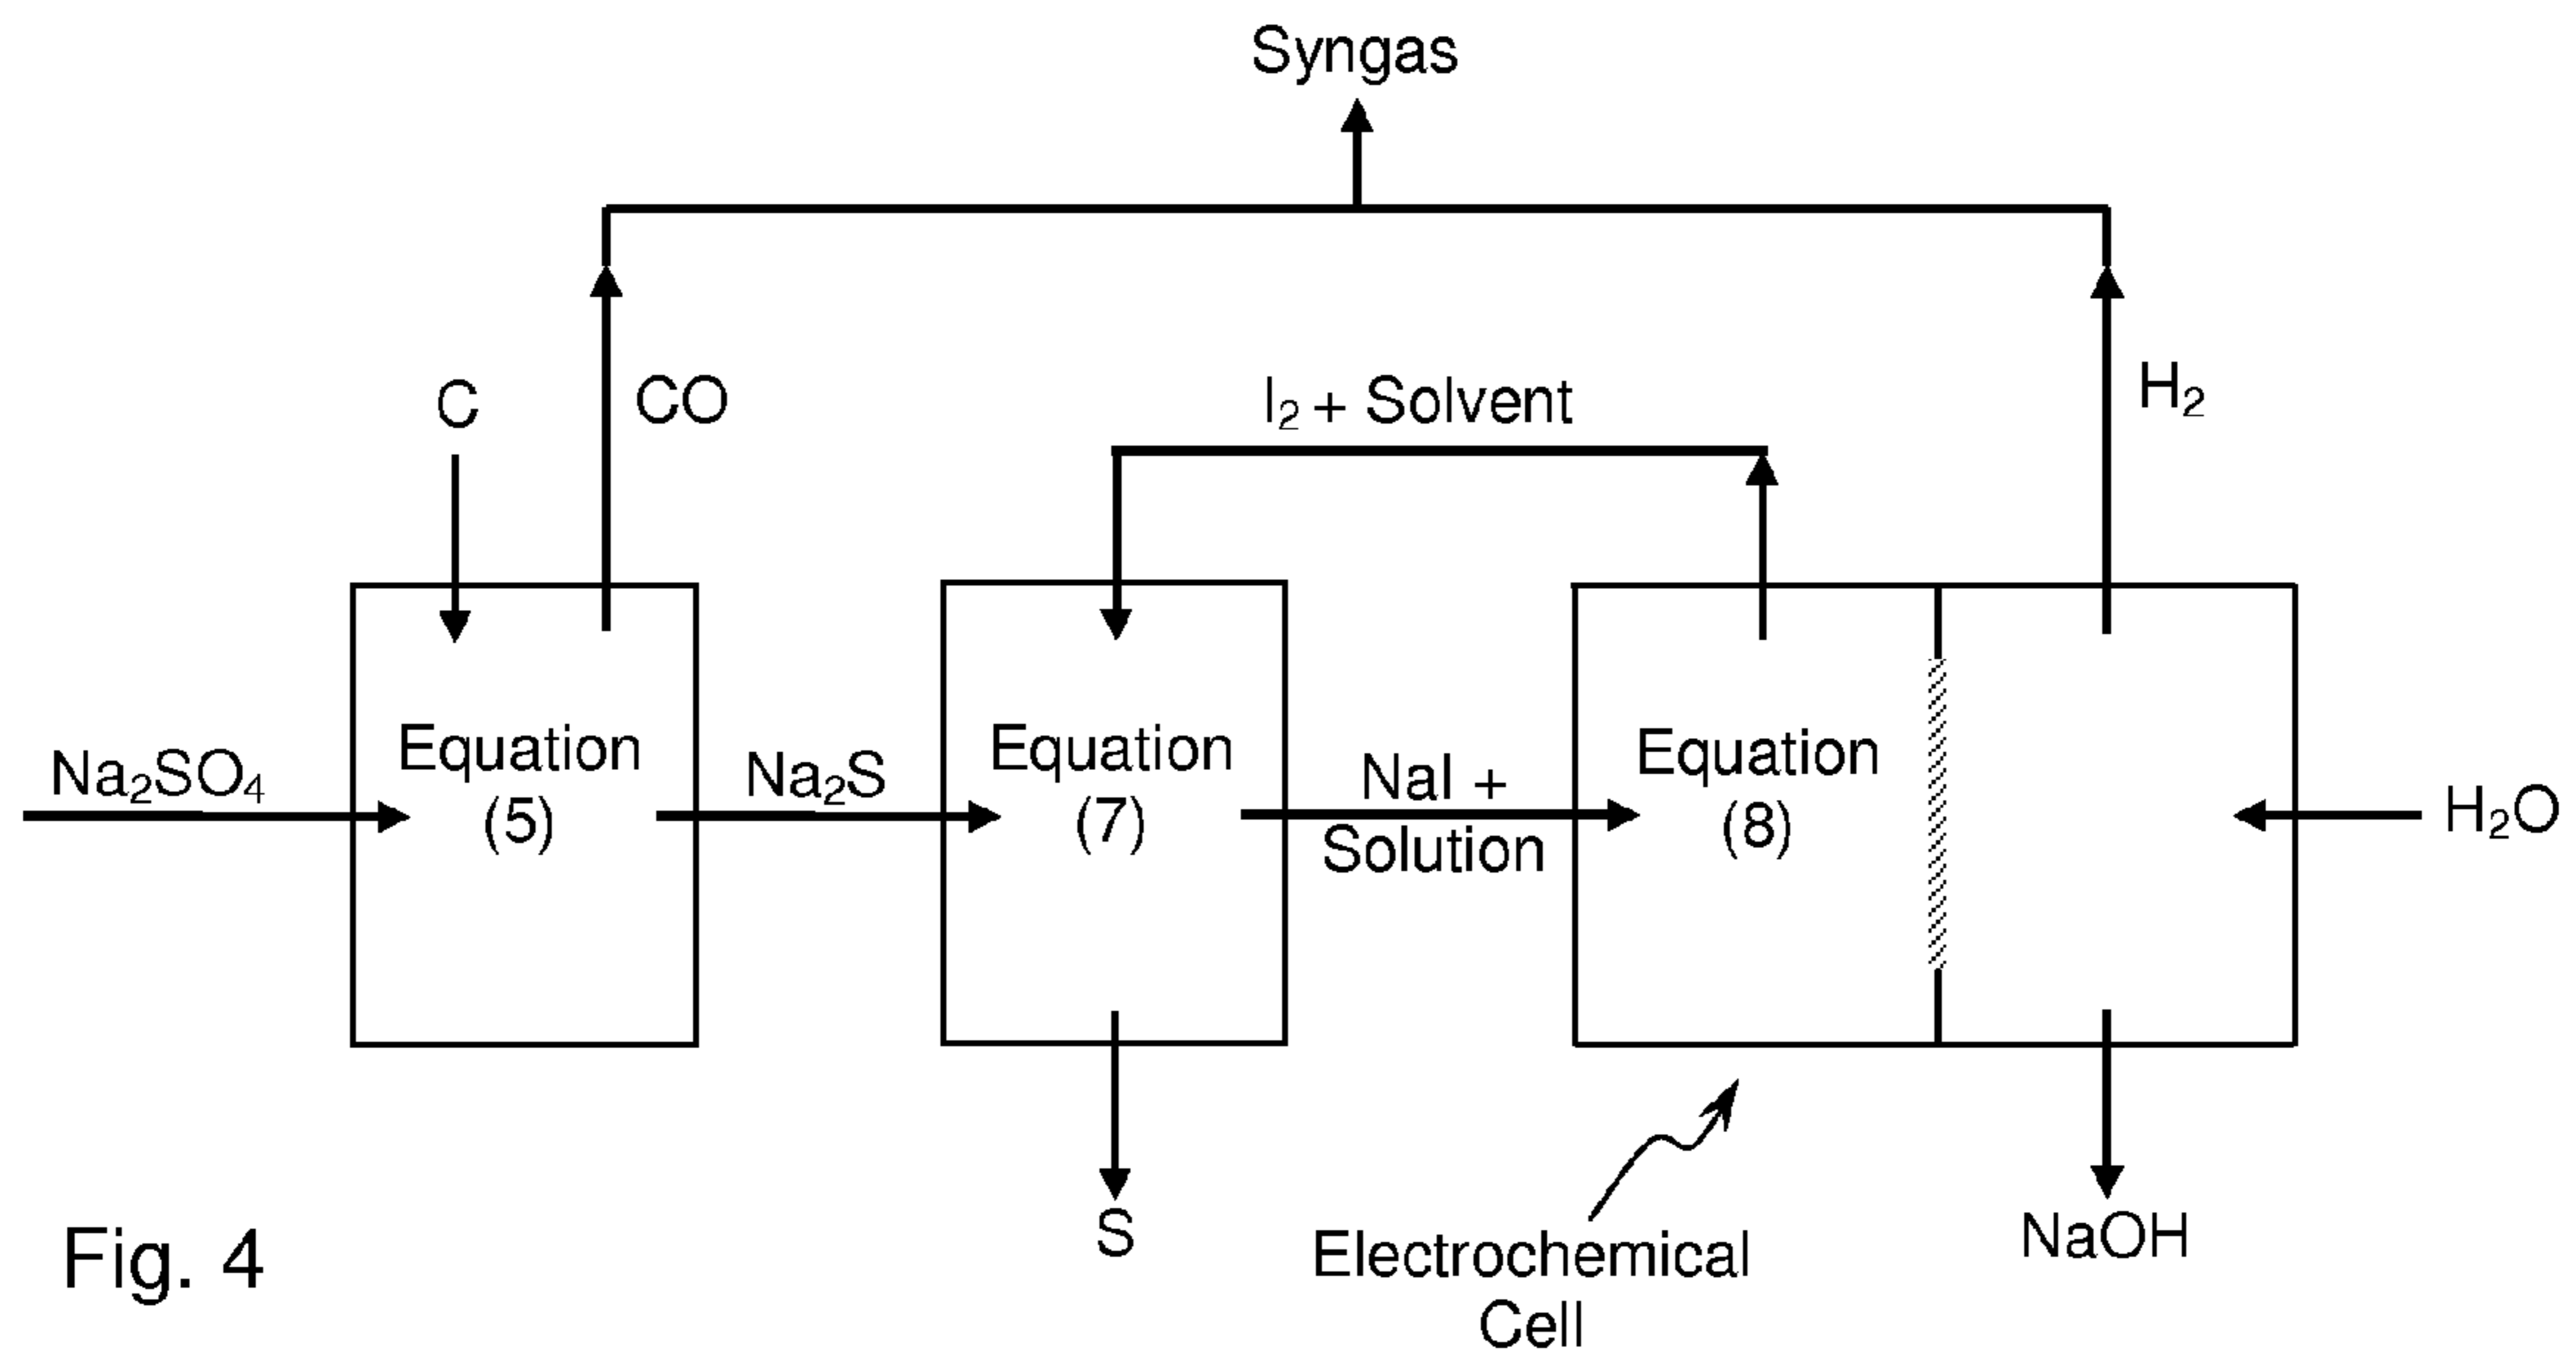 Syngas
C
CO
I₂ + Solvent
H₂
Na₂SO₄
Equation
(5)
Na₂S
Equation
(7)
NaI +
Solution
Equation
(8)
H₂O
S
Electrochemical
Cell
NaOH
Fig. 4